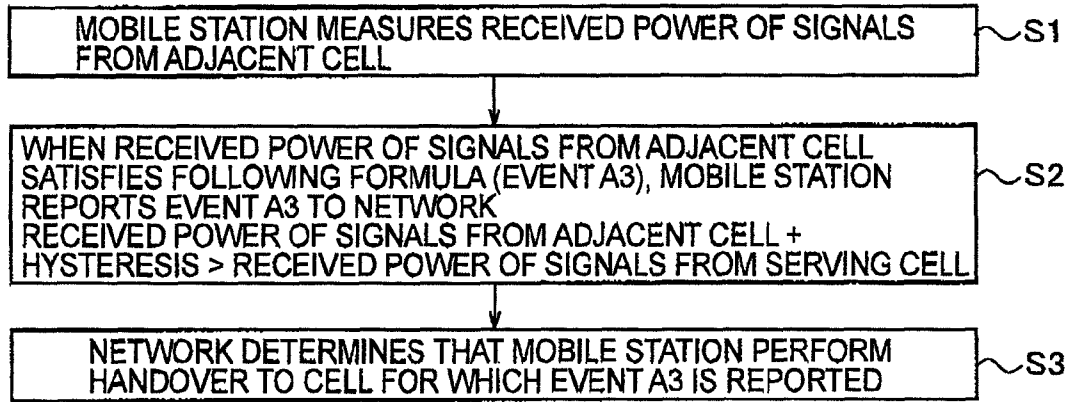 MOBILE STATION MEASURES RECEIVED POWER OF SIGNALS
FROM ADJACENT CELL
S1
WHEN RECEIVED POWER OF SIGNALS FROM ADJACENT CELL
SATISFIES FOLLOWING FORMULA (EVENT A3), MOBILE STATION
REPORTS EVENT A3 TO NETWORK
RECEIVED POWER OF SIGNALS FROM ADJACENT CELL +
HYSTERESIS > RECEIVED POWER OF SIGNALS FROM SERVING CELL
S2
NETWORK DETERMINES THAT MOBILE STATION PERFORM
HANDOVER TO CELL FOR WHICH EVENT A3 IS REPORTED
S3